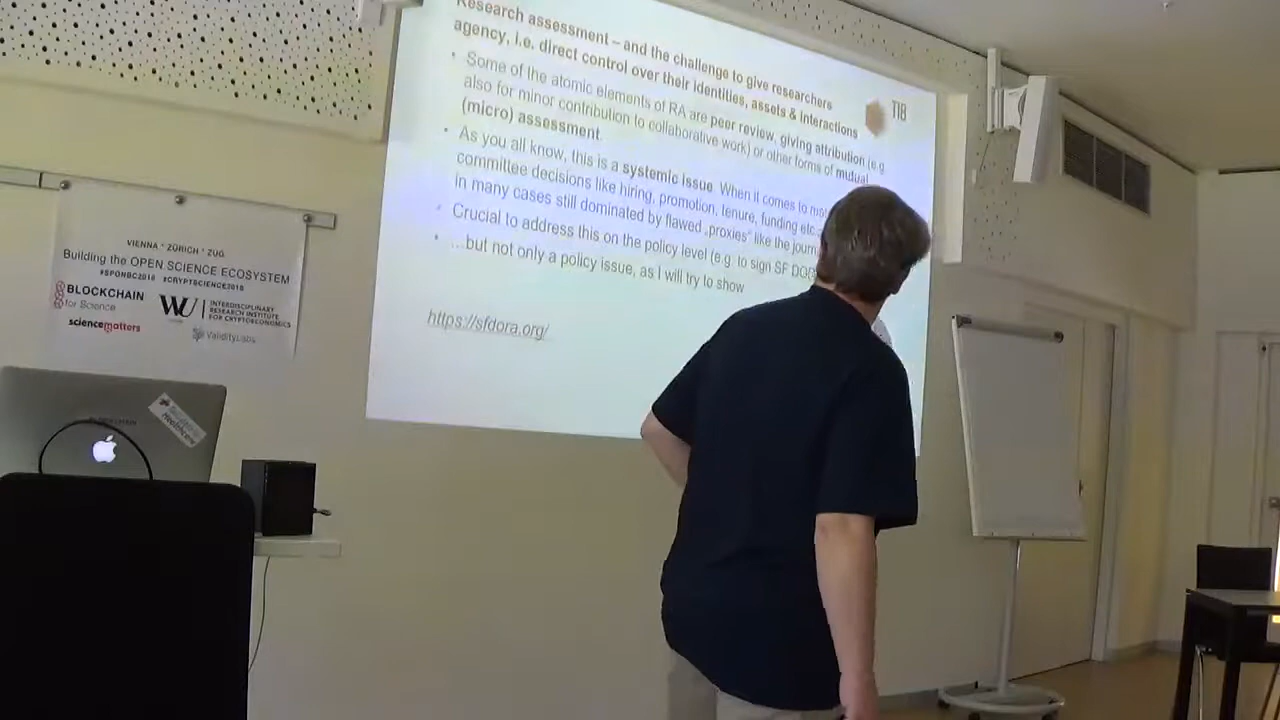 Research assessment – and the challenge to give researchers
agency, i.e. direct control over their identities, assets & interactions
TIB
• Some of the atomic elements of RA are peer review, giving attribution (e.g.
also for minor contribution to collaborative work) or other forms of mutual
(micro) assessment.
• As you all know, this is a systemic issue. When it comes to
committee decisions like hiring, promotion, tenure, funding etc.
in many cases still dominated by flawed „proxies“ like the
• Crucial to address this on the policy level (e.g. to sign SF
• …but not only a policy issue, as I will try to show
https://sfdora.org/
VIENNA * ZÜRICH * ZUG
Building the OPEN SCIENCE ECOSYSTEM
#SPONBC2018 #CRYPTSCIENCE2018
BLOCKCHAIN
for Science
WU
INTERDISCIPLINARY
RESEARCH INSTITUTE
FOR CRYPTOECONOMICS
sciencematters
ValidityLabs